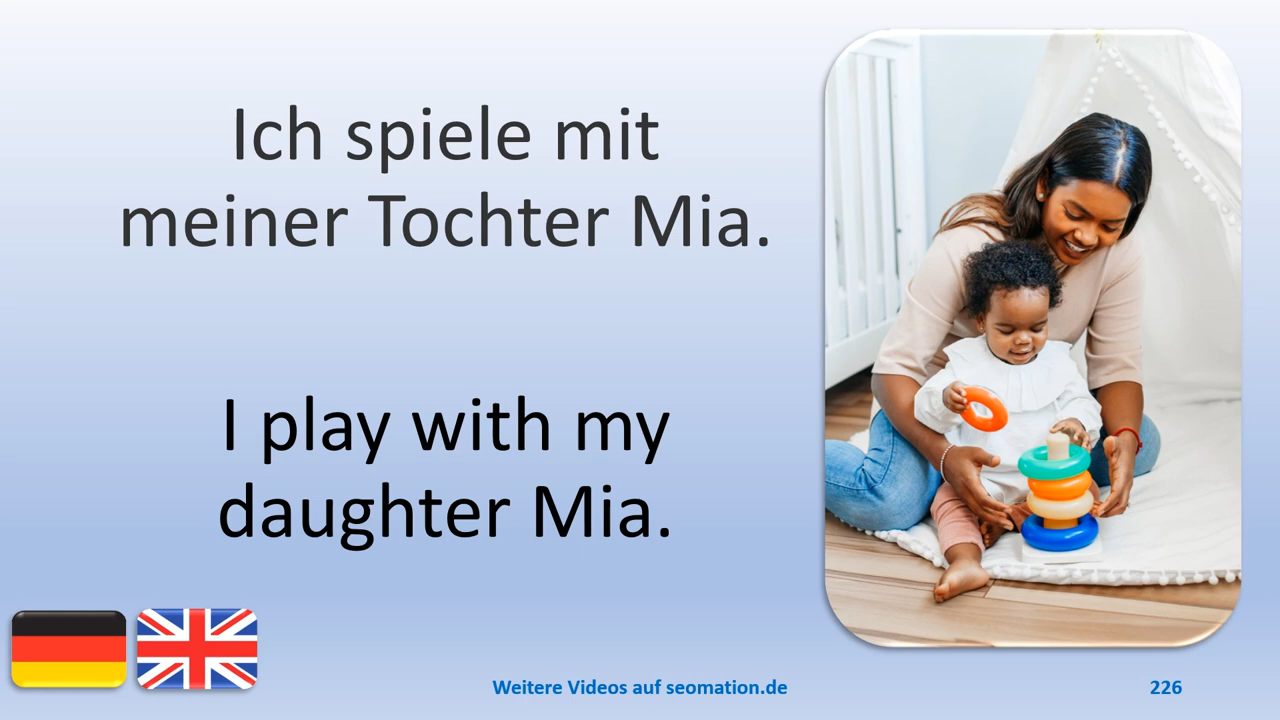 Ich spiele mit
meiner Tochter Mia.
I play with my
daughter Mia.
Weitere Videos auf seomation.de
226